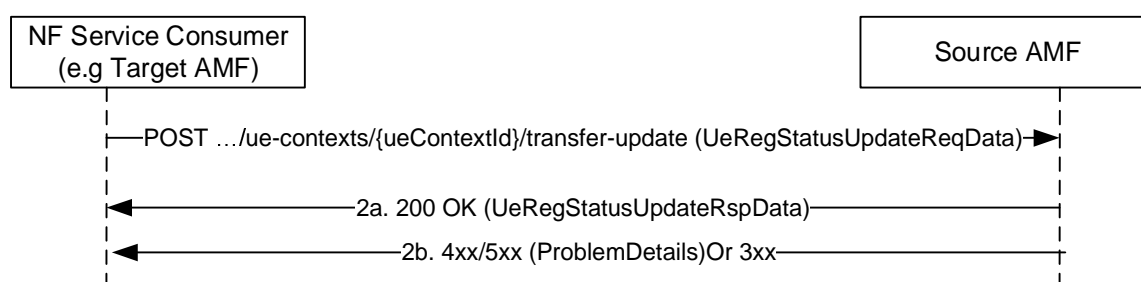 NF Service Consumer
(e.g Target AMF)
Source AMF
POST …/ue-contexts/{ueContextId}/transfer-update (UeRegStatusUpdateReqData)
2a. 200 OK (UeRegStatusUpdateRspData)
2b. 4xx/5xx (ProblemDetails)Or 3xx